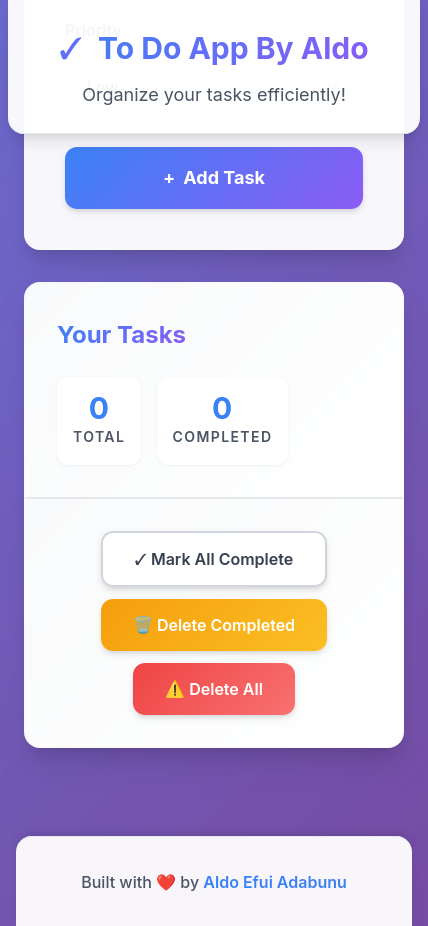 Priority
✓ To Do App By Aldo
Organize your tasks efficiently!
+ Add Task
Your Tasks
0
TOTAL
0
COMPLETED
✓ Mark All Complete
🗑️ Delete Completed
⚠️ Delete All
Built with ❤️ by Aldo Efui Adabunu